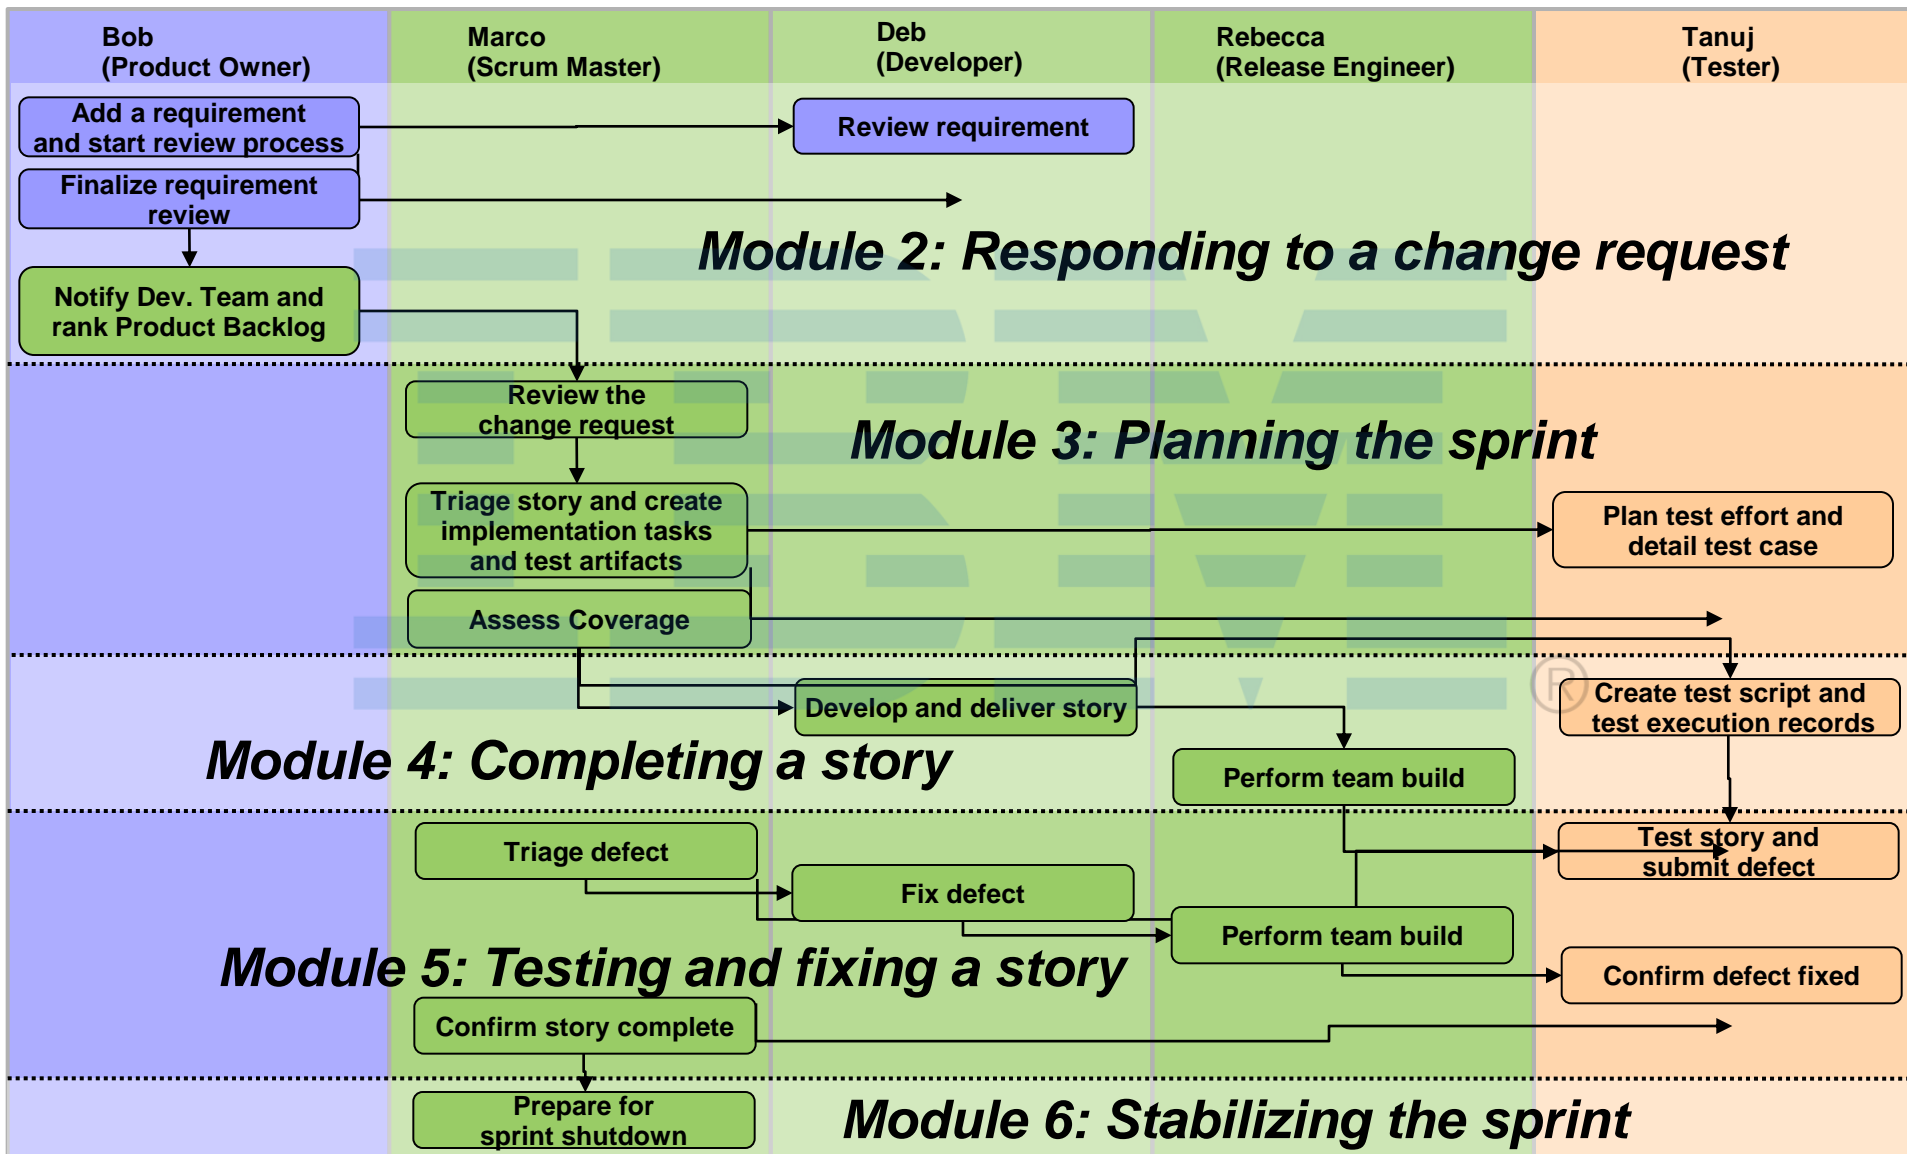 Bob
(Product Owner)
Marco
(Scrum Master)
Deb
(Developer)
Rebecca
(Release Engineer)
Tanuj
(Tester)
Add a requirement
and start review process
Review requirement
Finalize requirement
review
Module 2: Responding to a change request
Notify Dev. Team and
rank Product Backlog
Review the
change request
Module 3: Planning the sprint
Triage story and create
implementation tasks
and test artifacts
Plan test effort and
detail test case
Assess Coverage
Develop and deliver story
Create test script and
test execution records
Module 4: Completing a story
Perform team build
Triage defect
Test story and
submit defect
Fix defect
Perform team build
Module 5: Testing and fixing a story
Confirm defect fixed
Confirm story complete
Prepare for
sprint shutdown
Module 6: Stabilizing the sprint
IBM
®